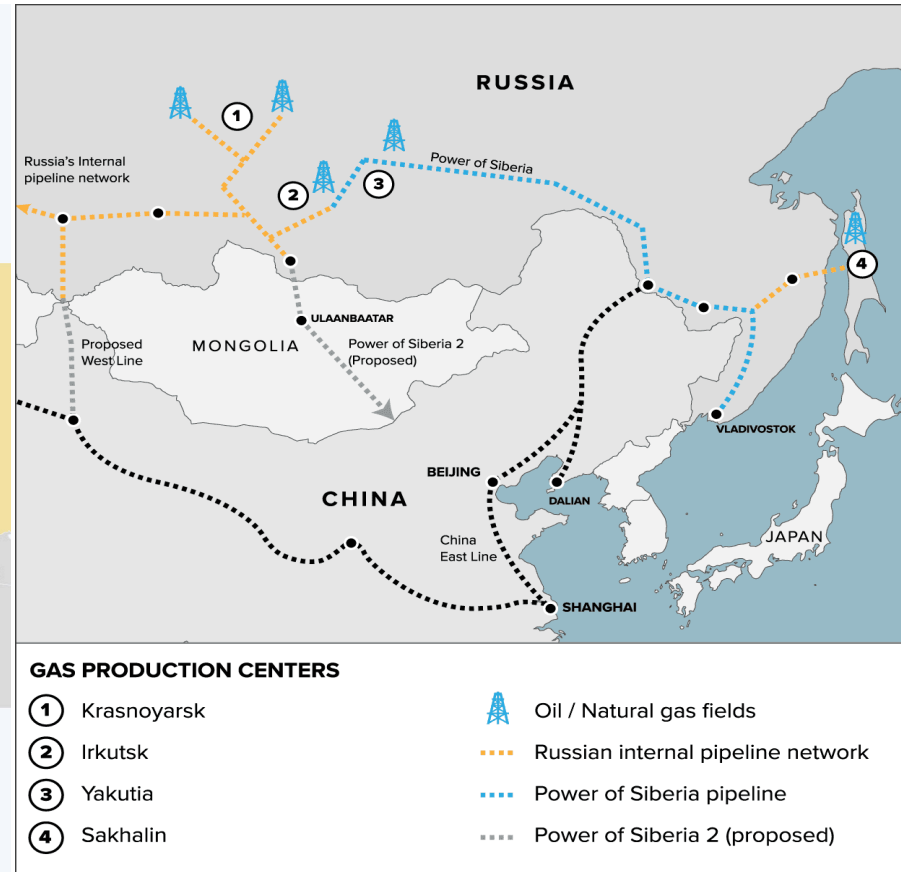 RUSSIA
1
Russia's Internal
pipeline network
2
3
Power of Siberia
4
ULAANBAATAR
MONGOLIA
Power of Siberia 2
(Proposed)
Proposed
West Line
VLADIVOSTOK
BEIJING
DALIAN
CHINA
China
East Line
JAPAN
SHANGHAI
GAS PRODUCTION CENTERS
1 Krasnoyarsk
2 Irkutsk
3 Yakutia
4 Sakhalin
Oil / Natural gas fields
Russian internal pipeline network
Power of Siberia pipeline
Power of Siberia 2 (proposed)